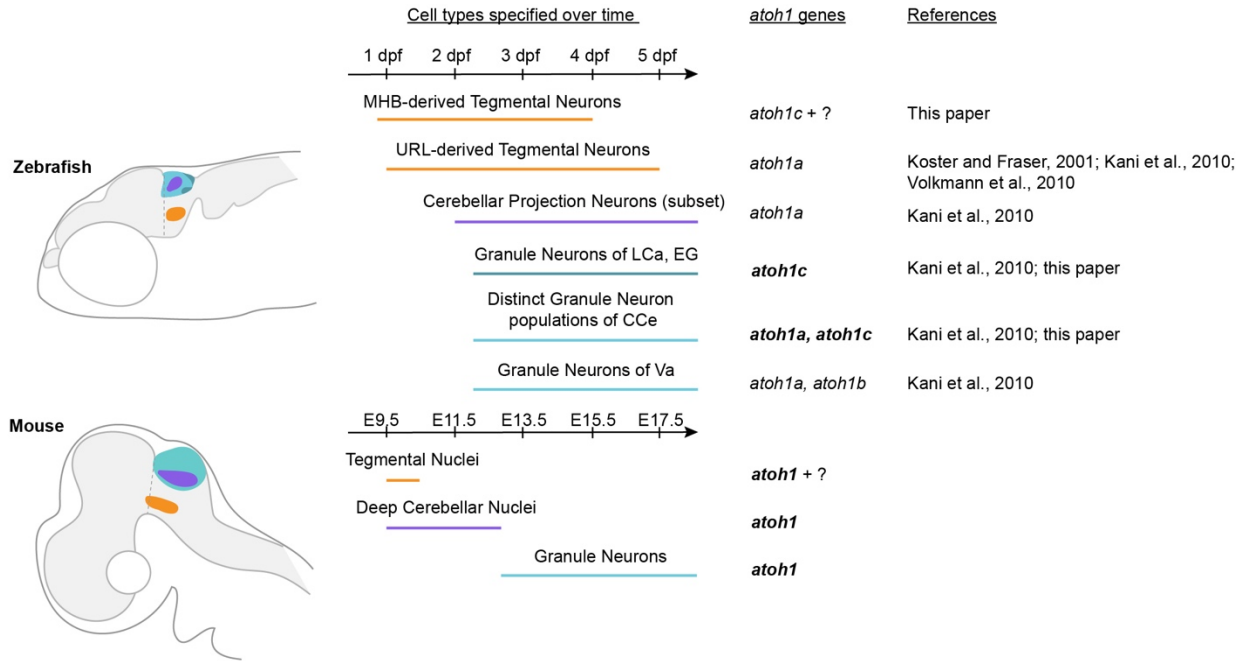 Cell types specified over time
atoh1 genes
References
1 dpf 2 dpf 3 dpf 4 dpf 5 dpf
MHB-derived Tegmental Neurons
atoh1c + ?
This paper
Zebrafish
URL-derived Tegmental Neurons
atoh1a
Koster and Fraser, 2001; Kani et al., 2010;
Volkmann et al., 2010
Cerebellar Projection Neurons (subset)
atoh1a
Kani et al., 2010
Granule Neurons of LCa, EG
atoh1c
Kani et al., 2010; this paper
Distinct Granule Neuron
populations of CCe
atoh1a, atoh1c
Kani et al., 2010; this paper
Granule Neurons of Va
atoh1a, atoh1b
Kani et al., 2010
Mouse
E9.5 E11.5 E13.5 E15.5 E17.5
Tegmental Nuclei
atoh1 + ?
Deep Cerebellar Nuclei
atoh1
Granule Neurons
atoh1